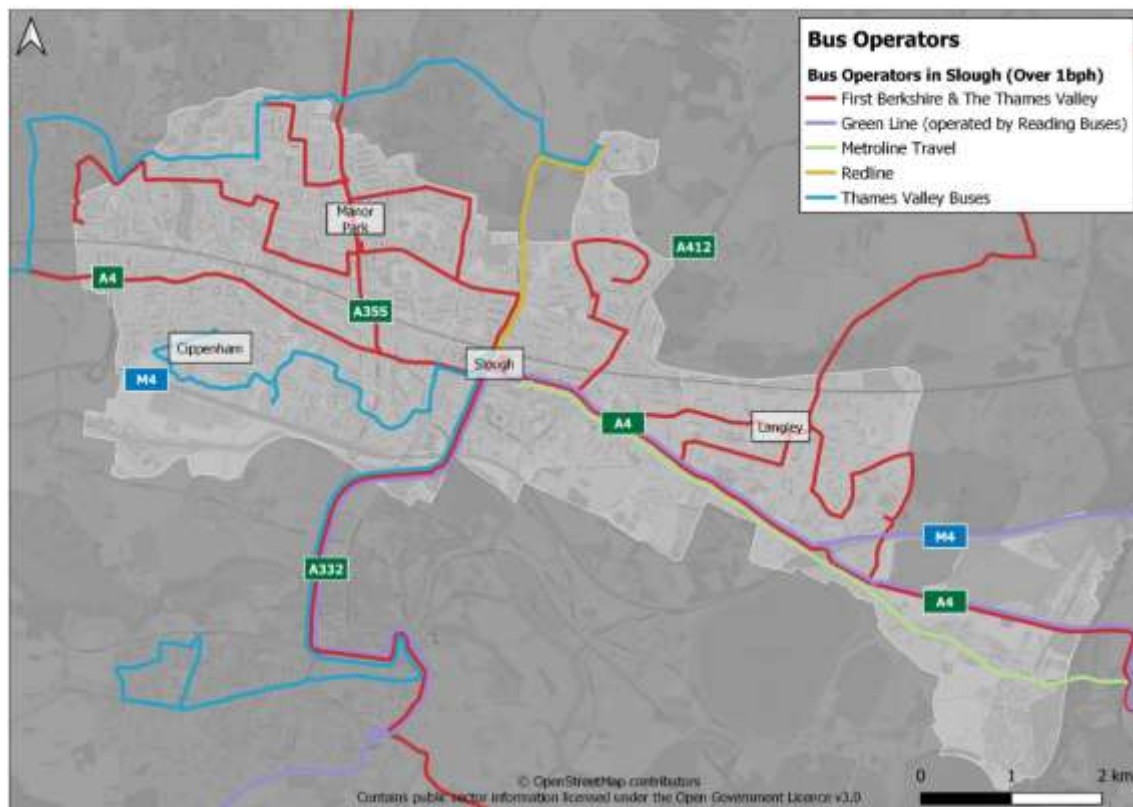 Bus Operators
Bus Operators in Slough (Over 1bph)
First Berkshire & The Thames Valley
Green Line (operated by Reading Buses)
Metroline Travel
Redline
Thames Valley Buses
Manor
Park
A412
A4
A355
Cippenham
Slough
M4
A4
Langley
M4
A332
A4
0 1 2 km
© OpenStreetMap contributors
Contains public sector information licensed under the Open Government Licence v3.0